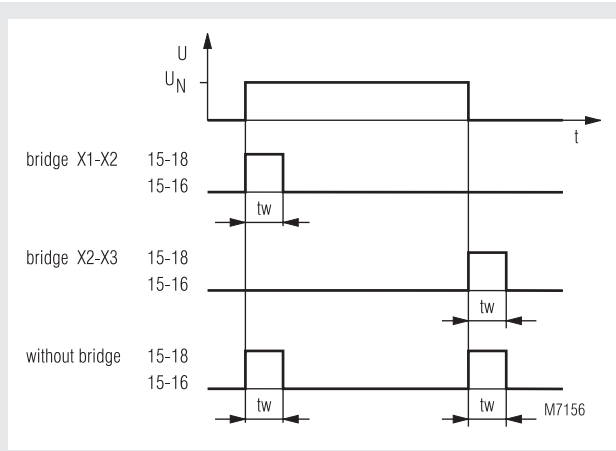 U
UN
t
bridge X1-X2 15-18
15-16
tw
bridge X2-X3 15-18
15-16
tw
without bridge 15-18
15-16
tw tw M7156